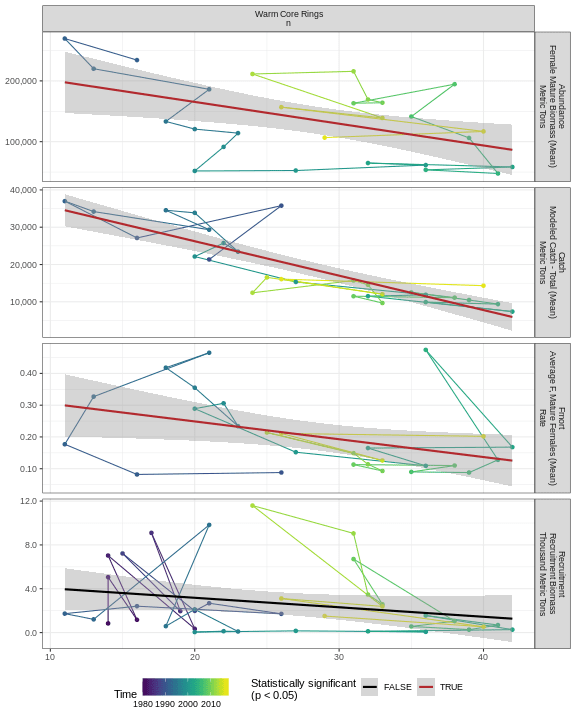 Warm Core Rings
n
200,000
100,000
Abundance
Female Mature Biomass (Mean)
Metric Tons
40,000
30,000
20,000
10,000
Catch
Modeled Catch - Total (Mean)
Metric Tons
0.40
0.30
0.20
0.10
Fmort
Average F, Mature Females (Mean)
Rate
12.0
8.0
4.0
0.0
Recruitment
Recruitment Biomass
Thousand Metric Tons
10 20 30 40
Time
1980 1990 2000 2010
Statistically significant
(p < 0.05)
FALSE TRUE